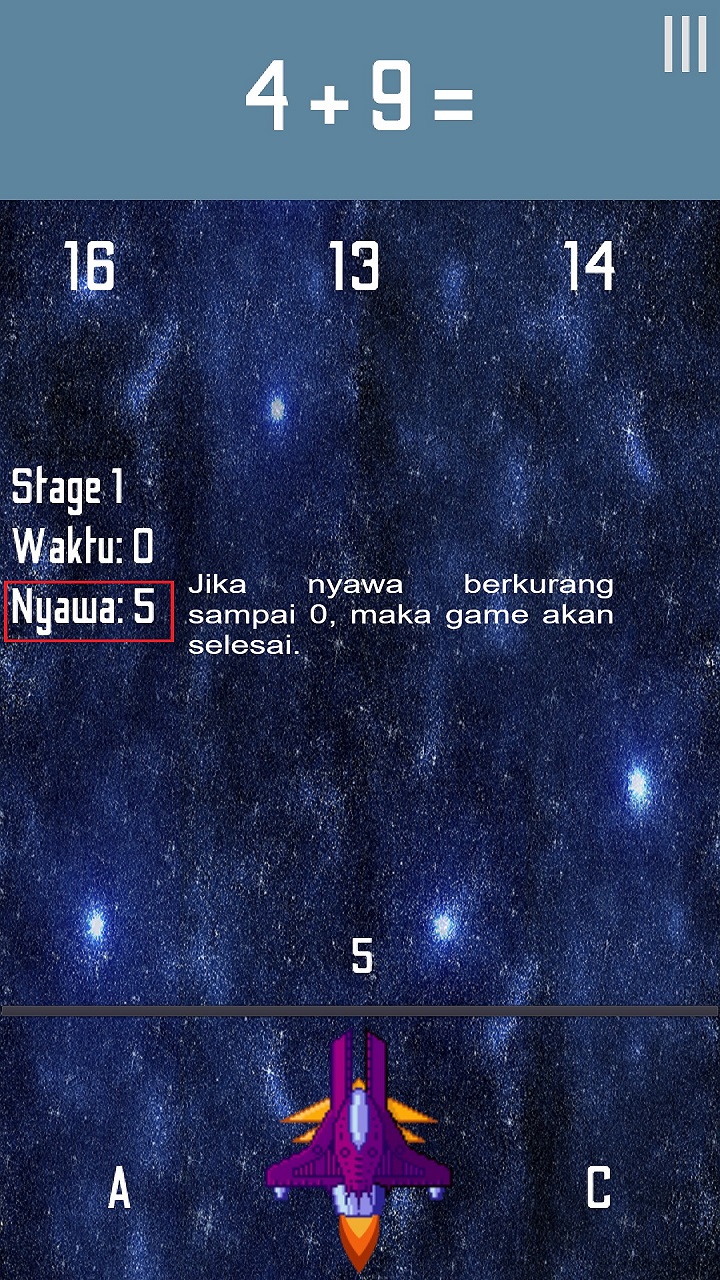 4 + 9 =
16 13 14
Stage 1
Waktu: 0
Nyawa: 5
Jika nyawa berkurang
sampai 0, maka game akan
selesai.
5
A C